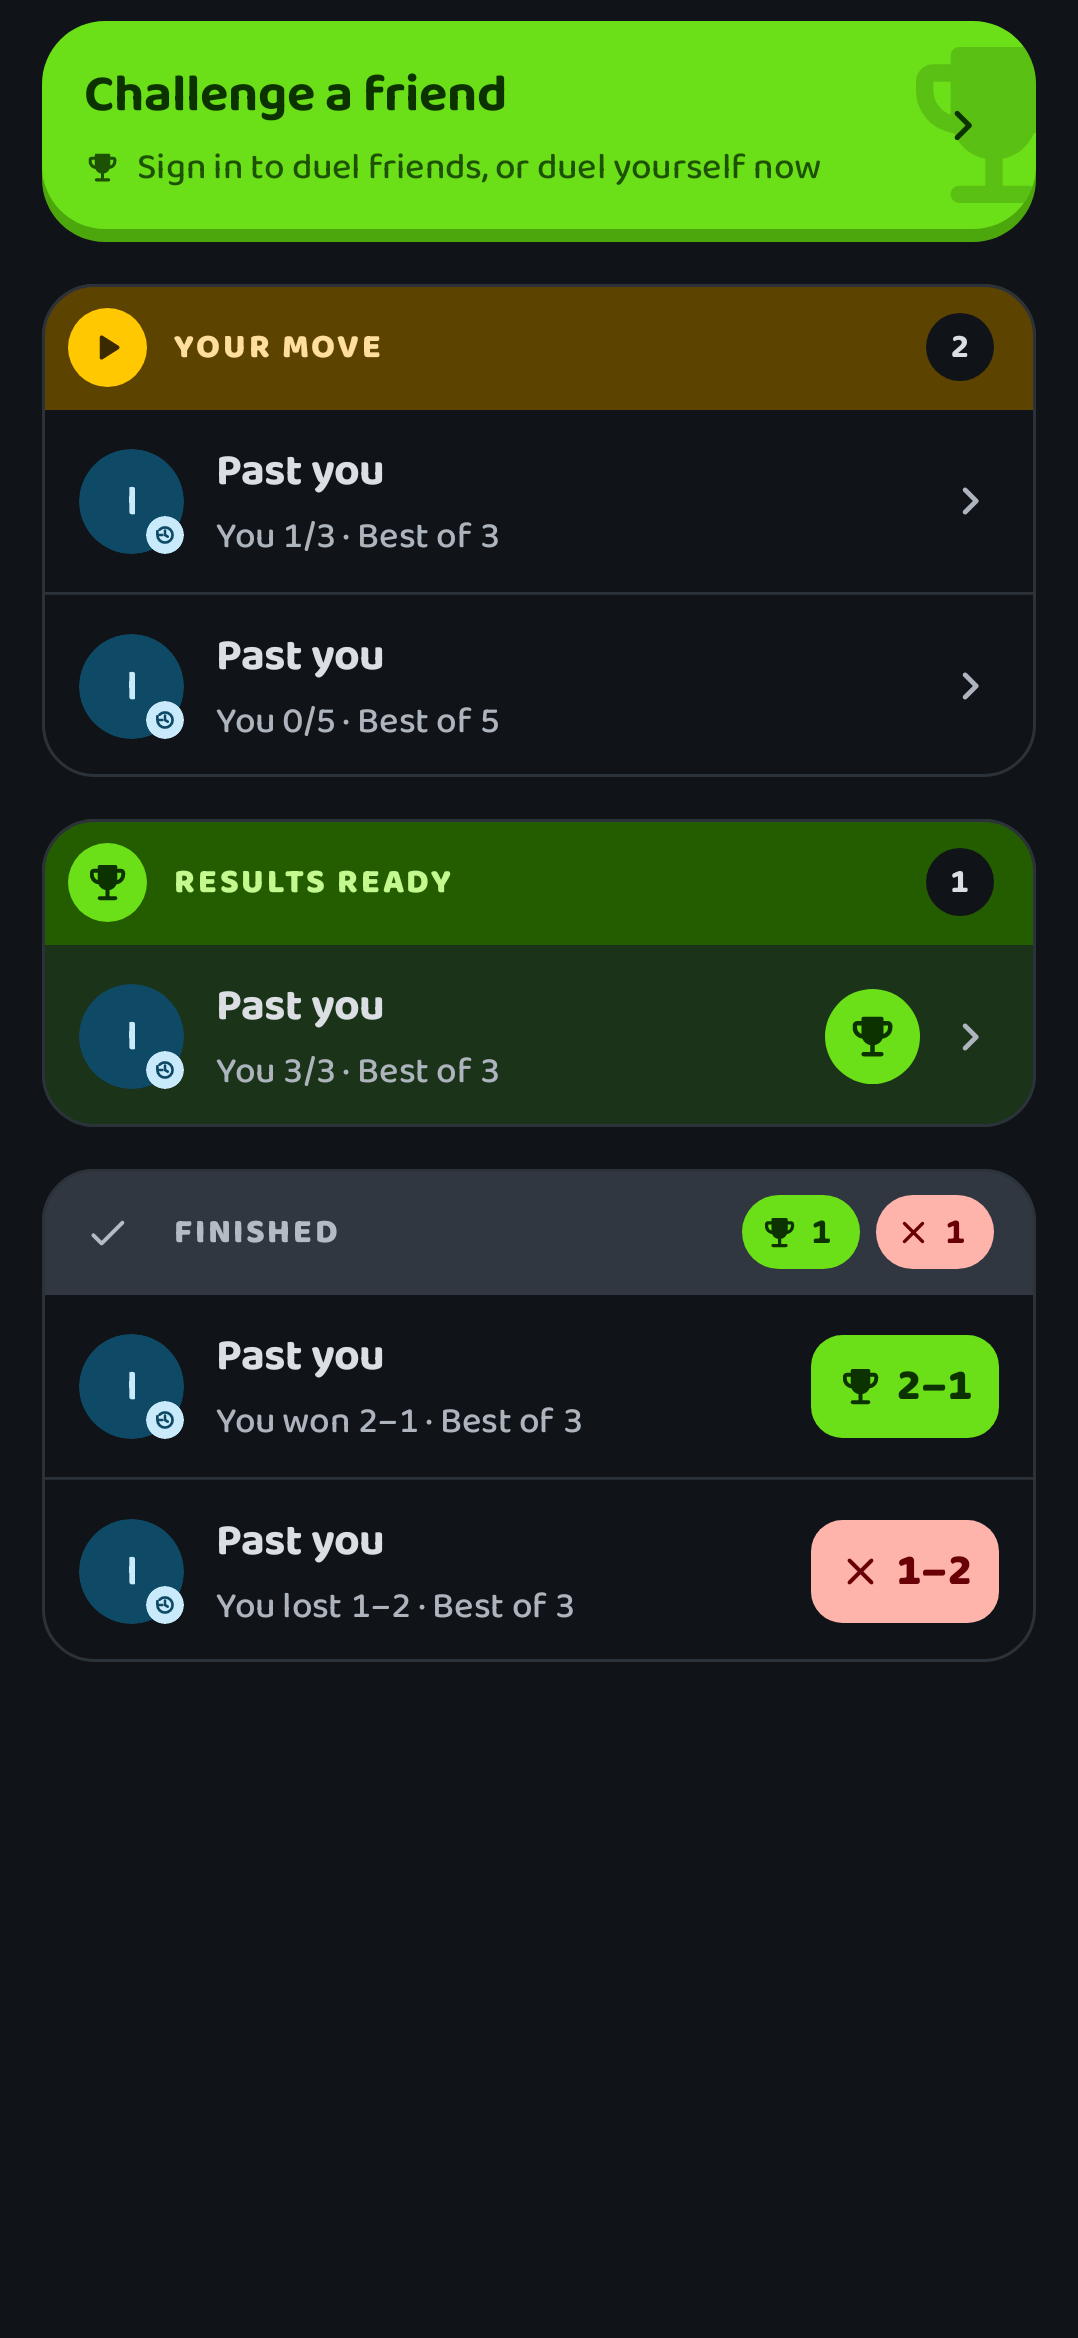 Challenge a friend
Sign in to duel friends, or duel yourself now
YOUR MOVE
2
I
Past you
You 1/3 · Best of 3
I
Past you
You 0/5 · Best of 5
RESULTS READY
1
I
Past you
You 3/3 · Best of 3
FINISHED
1
1
I
Past you
You won 2–1 · Best of 3
2–1
I
Past you
You lost 1–2 · Best of 3
1–2